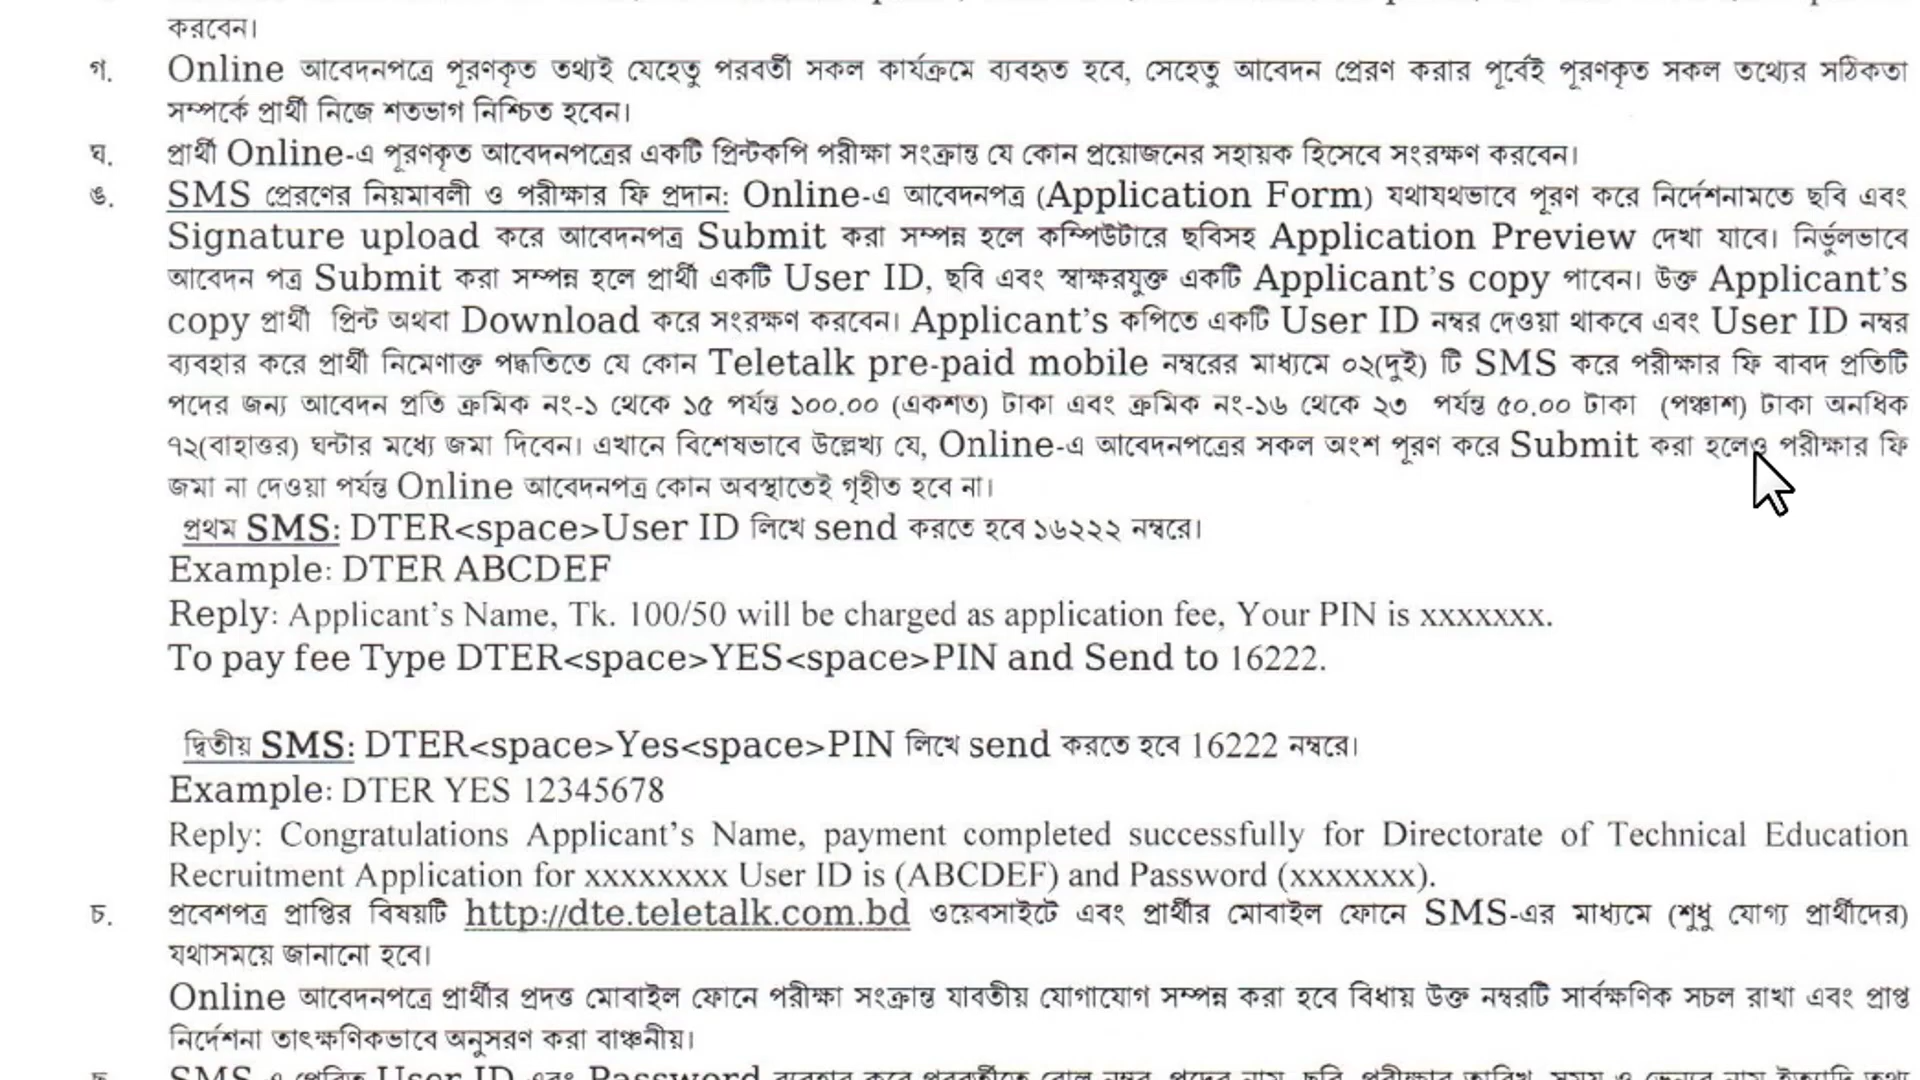 করবেন।
গ. Online আবেদনপত্রে পূরণকৃত তথ্যই যেহেতু পরবর্তী সকল কার্যক্রমে ব্যবহৃত হবে, সেহেতু আবেদন প্রেরণ করার পূর্বেই পূরণকৃত সকল তথ্যের সঠিকতা
সম্পর্কে প্রার্থী নিজে শতভাগ নিশ্চিত হবেন।
ঘ. প্রার্থী Online-এ পূরণকৃত আবেদনপত্রের একটি প্রিন্টকপি পরীক্ষা সংক্রান্ত যে কোন প্রয়োজনের সহায়ক হিসেবে সংরক্ষণ করবেন।
ঙ. SMS প্রেরণের নিয়মাবলী ও পরীক্ষার ফি প্রদান: Online-এ আবেদনপত্র (Application Form) যথাযথভাবে পূরণ করে নির্দেশনামতে ছবি এবং
Signature upload করে আবেদনপত্র Submit করা সম্পন্ন হলে কম্পিউটারে ছবিসহ Application Preview দেখা যাবে। নির্ভুলভাবে
আবেদন পত্র Submit করা সম্পন্ন হলে প্রার্থী একটি User ID, ছবি এবং স্বাক্ষরযুক্ত একটি Applicant's copy পাবেন। উক্ত Applicant's
copy প্রার্থী প্রিন্ট অথবা Download করে সংরক্ষণ করবেন। Applicant's কপিতে একটি User ID নম্বর দেওয়া থাকবে এবং User ID নম্বর
ব্যবহার করে প্রার্থী নিমেণাক্ত পদ্ধতিতে যে কোন Teletalk pre-paid mobile নম্বরের মাধ্যমে ০২(দুই) টি SMS করে পরীক্ষার ফি বাবদ প্রতিটি
পদের জন্য আবেদন প্রতি ক্রমিক নং-১ থেকে ১৫ পর্যন্ত ১০০.০০ (একশত) টাকা এবং ক্রমিক নং-১৬ থেকে ২৩ পর্যন্ত ৫০.০০ টাকা (পঞ্চাশ) টাকা অনধিক
৭২(বাহাত্তর) ঘন্টার মধ্যে জমা দিবেন। এখানে বিশেষভাবে উল্লেখ্য যে, Online-এ আবেদনপত্রের সকল অংশ পূরণ করে Submit করা হলেও পরীক্ষার ফি
জমা না দেওয়া পর্যন্ত Online আবেদনপত্র কোন অবস্থাতেই গৃহীত হবে না।
প্রথম SMS: DTER<space>User ID লিখে send করতে হবে ১৬২২২ নম্বরে।
Example: DTER ABCDEF
Reply: Applicant's Name, Tk. 100/50 will be charged as application fee, Your PIN is xxxxxxx.
To pay fee Type DTER<space>YES<space>PIN and Send to 16222.
দ্বিতীয় SMS: DTER<space>Yes<space>PIN লিখে send করতে হবে 16222 নম্বরে।
Example: DTER YES 12345678
Reply: Congratulations Applicant's Name, payment completed successfully for Directorate of Technical Education
Recruitment Application for xxxxxxxx User ID is (ABCDEF) and Password (xxxxxxx).
চ. প্রবেশপত্র প্রাপ্তির বিষয়টি http://dte.teletalk.com.bd ওয়েবসাইটে এবং প্রার্থীর মোবাইল ফোনে SMS-এর মাধ্যমে (শুধু যোগ্য প্রার্থীদের)
যথাসময়ে জানানো হবে।
Online আবেদনপত্রে প্রার্থীর প্রদত্ত মোবাইল ফোনে পরীক্ষা সংক্রান্ত যাবতীয় যোগাযোগ সম্পন্ন করা হবে বিধায় উক্ত নম্বরটি সার্বক্ষণিক সচল রাখা এবং প্রাপ্ত
নির্দেশনা তাৎক্ষণিকভাবে অনুসরণ করা বাঞ্চনীয়।
SMS এ প্রেরিত User ID এবং Password ব্যবহার করে পরবর্তীতে রোল নম্বর, পদের নাম, ছবি, পরীক্ষার তারিখ, সময় ও